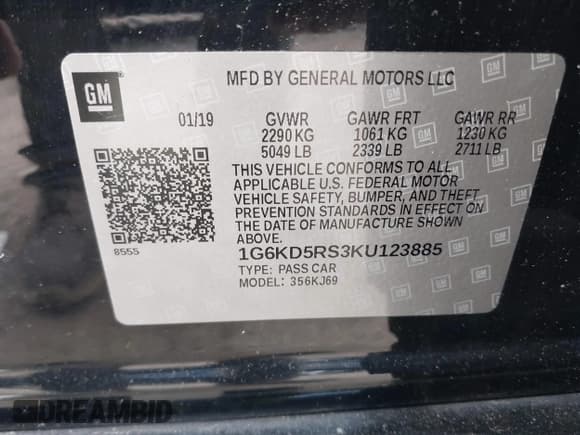 GM
MFD BY GENERAL MOTORS LLC
01/19 GVWR GAWR FRT GAWR RR
2290 KG 1061 KG 1230 KG
5049 LB 2339 LB 2711 LB
THIS VEHICLE CONFORMS TO ALL
APPLICABLE U.S. FEDERAL MOTOR
VEHICLE SAFETY, BUMPER, AND THEFT
PREVENTION STANDARDS IN EFFECT ON
THE DATE OF MANUFACTURE SHOWN
ABOVE.
8555
1G6KD5RS3KU123885
TYPE: PASS CAR
MODEL: 356KJ69
DREAMBID